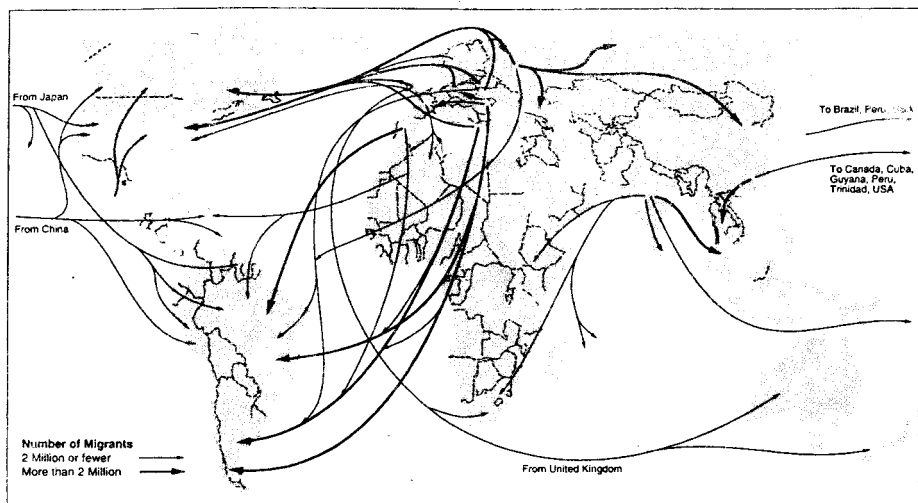 From Japan
To Brazil, Peru,
To Canada, Cuba,
Guyana, Peru,
Trinidad, USA
From China
Number of Migrants
2 Million or fewer
More than 2 Million
From United Kingdom